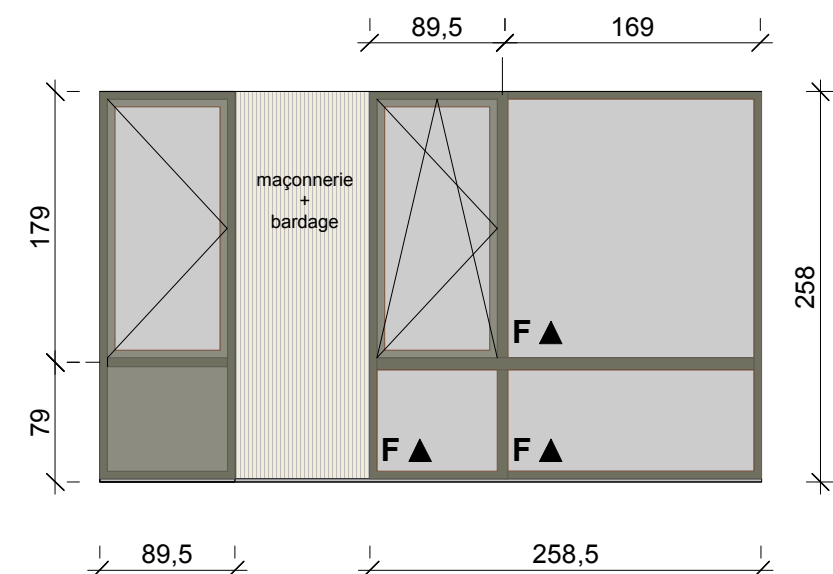 89,5
169
maçonnerie
+
bardage
179
258
F ▲
79
F ▲
F ▲
89,5
258,5